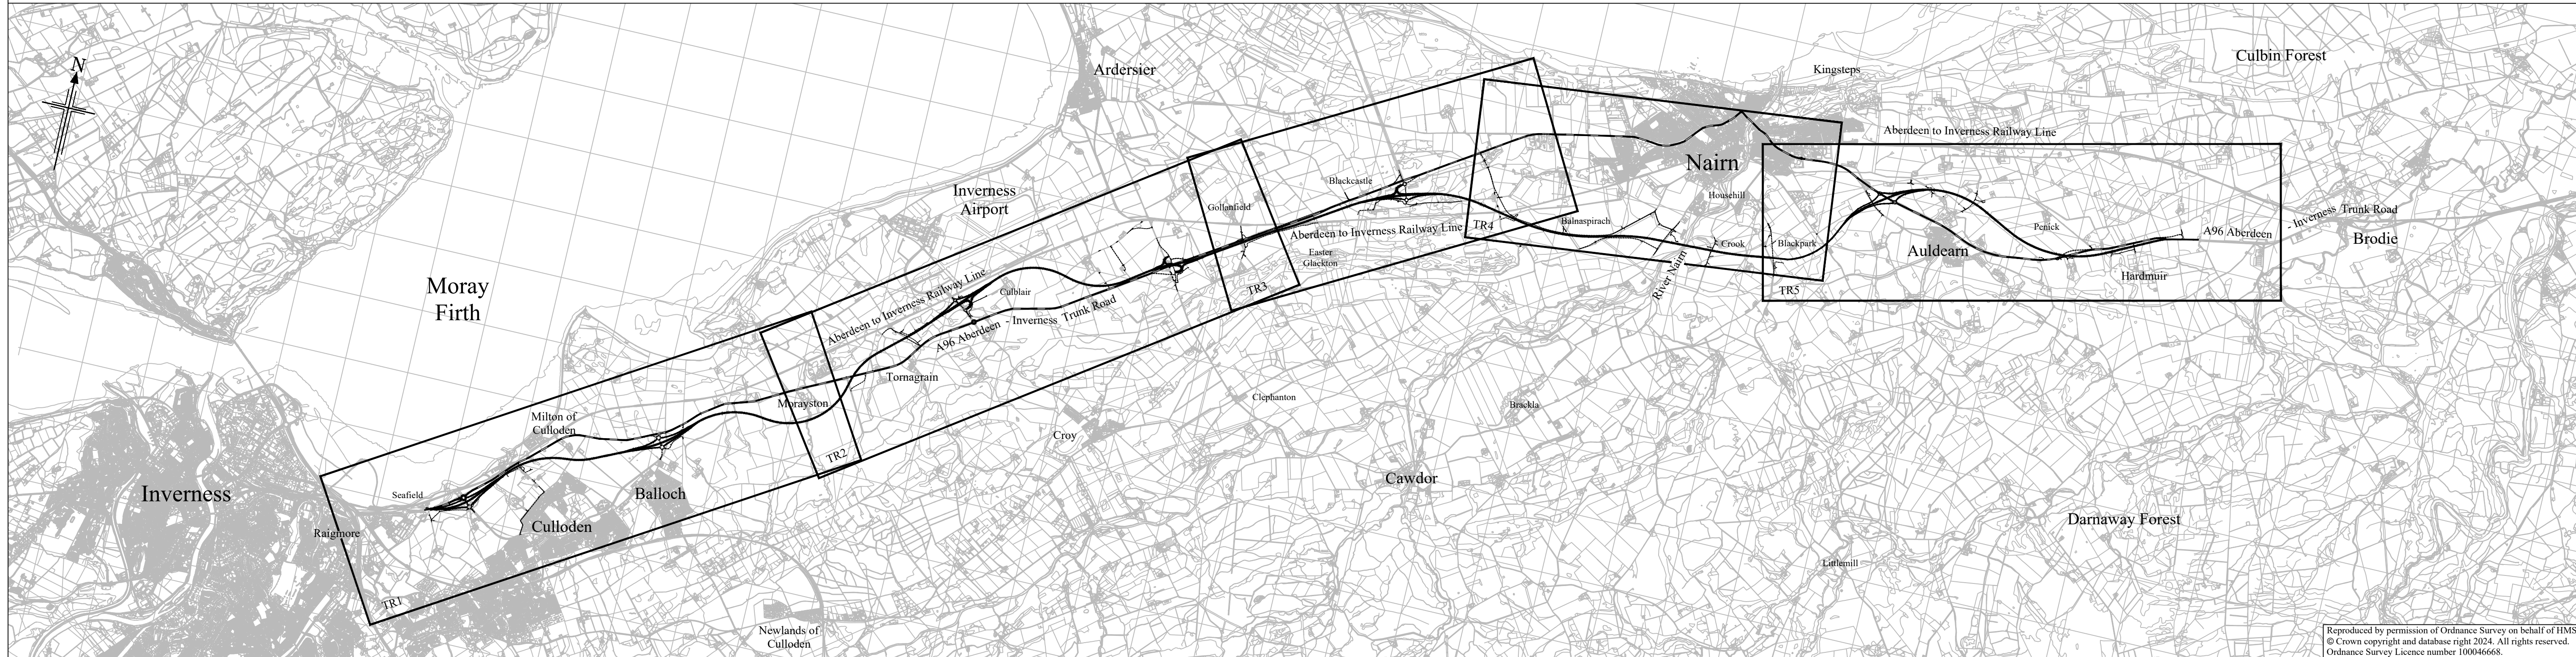 N
Culbin Forest
Ardersier
Kingsteps
Aberdeen to Inverness Railway Line
Nairn
Blackcastle
Inverness
Airport
Househill
Gollanfield
Balnaspirach
TR4
Aberdeen to Inverness Railway Line
A96 Aberdeen - Inverness Trunk Road
Brodie
Penick
Crook
Blackpark
Auldearn
Easter
Glackton
River Nairn
Hardmuir
TR5
TR3
Moray
Firth
Aberdeen to Inverness Railway Line
Culblair
A96 Aberdeen - Inverness Trunk Road
Tornagrain
Morayston
Clephanton
Brackla
Milton of
Culloden
Croy
TR2
Cawdor
Inverness
Seafield
Balloch
Culloden
Raigmore
Darnaway Forest
Littlemill
TR1
Newlands of
Culloden
Reproduced by permission of Ordnance Survey on behalf of HMS
© Crown copyright and database right 2024. All rights reserved.
Ordnance Survey Licence number 100046668.